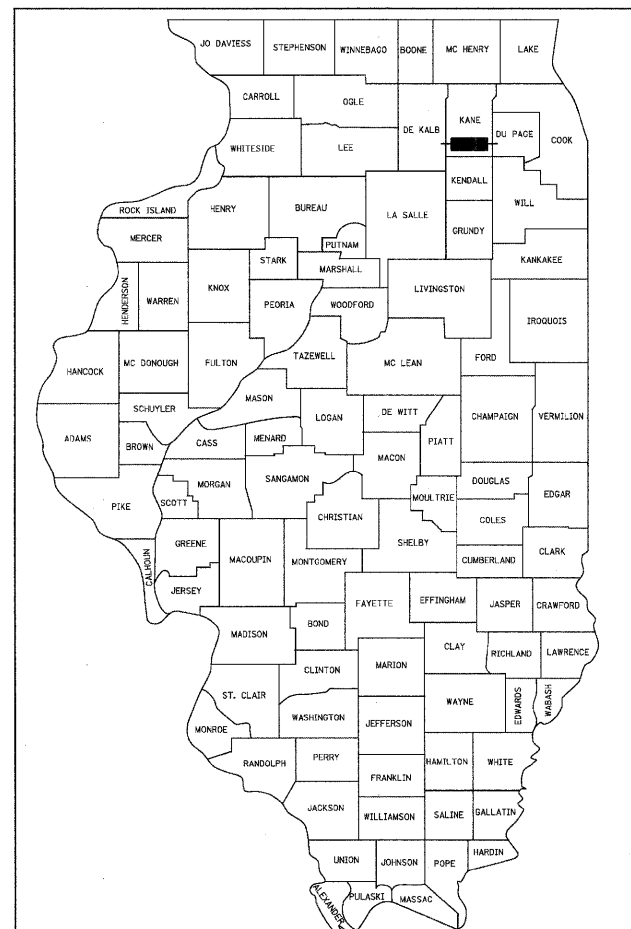 JO DAVIESS
STEPHENSON
WINNEBAGO
BOONE
MC HENRY
LAKE
CARROLL
OGLE
DE KALB
KANE
DU PAGE
COOK
WHITESIDE
LEE
KENDALL
WILL
ROCK ISLAND
HENRY
BUREAU
LA SALLE
GRUNDY
MERCER
PUTNAM
STARK
MARSHALL
KANKAKEE
HENDERSON
WARREN
KNOX
PEORIA
WOODFORD
LIVINGSTON
IROQUOIS
HANCOCK
MC DONOUGH
FULTON
TAZEWELL
MC LEAN
FORD
MASON
SCHUYLER
LOGAN
DE WITT
CHAMPAIGN
VERMILION
ADAMS
BROWN
CASS
MENARD
MACON
PIATT
MORGAN
SANGAMON
DOUGLAS
EDGAR
PIKE
SCOTT
CHRISTIAN
MOULTRIE
COLES
GREENE
MACOUPIN
MONTGOMERY
SHELBY
CUMBERLAND
CLARK
CALHOUN
JERSEY
FAYETTE
EFFINGHAM
JASPER
CRAWFORD
MADISON
BOND
CLAY
RICHLAND
LAWRENCE
CLINTON
MARION
ST. CLAIR
WAYNE
EDWARDS
WABASH
WASHINGTON
JEFFERSON
MONROE
RANDOLPH
PERRY
HAMILTON
WHITE
FRANKLIN
JACKSON
WILLIAMSON
SALINE
GALLATIN
UNION
JOHNSON
POPE
HARDIN
ALEXANDER
PULASKI
MASSAC